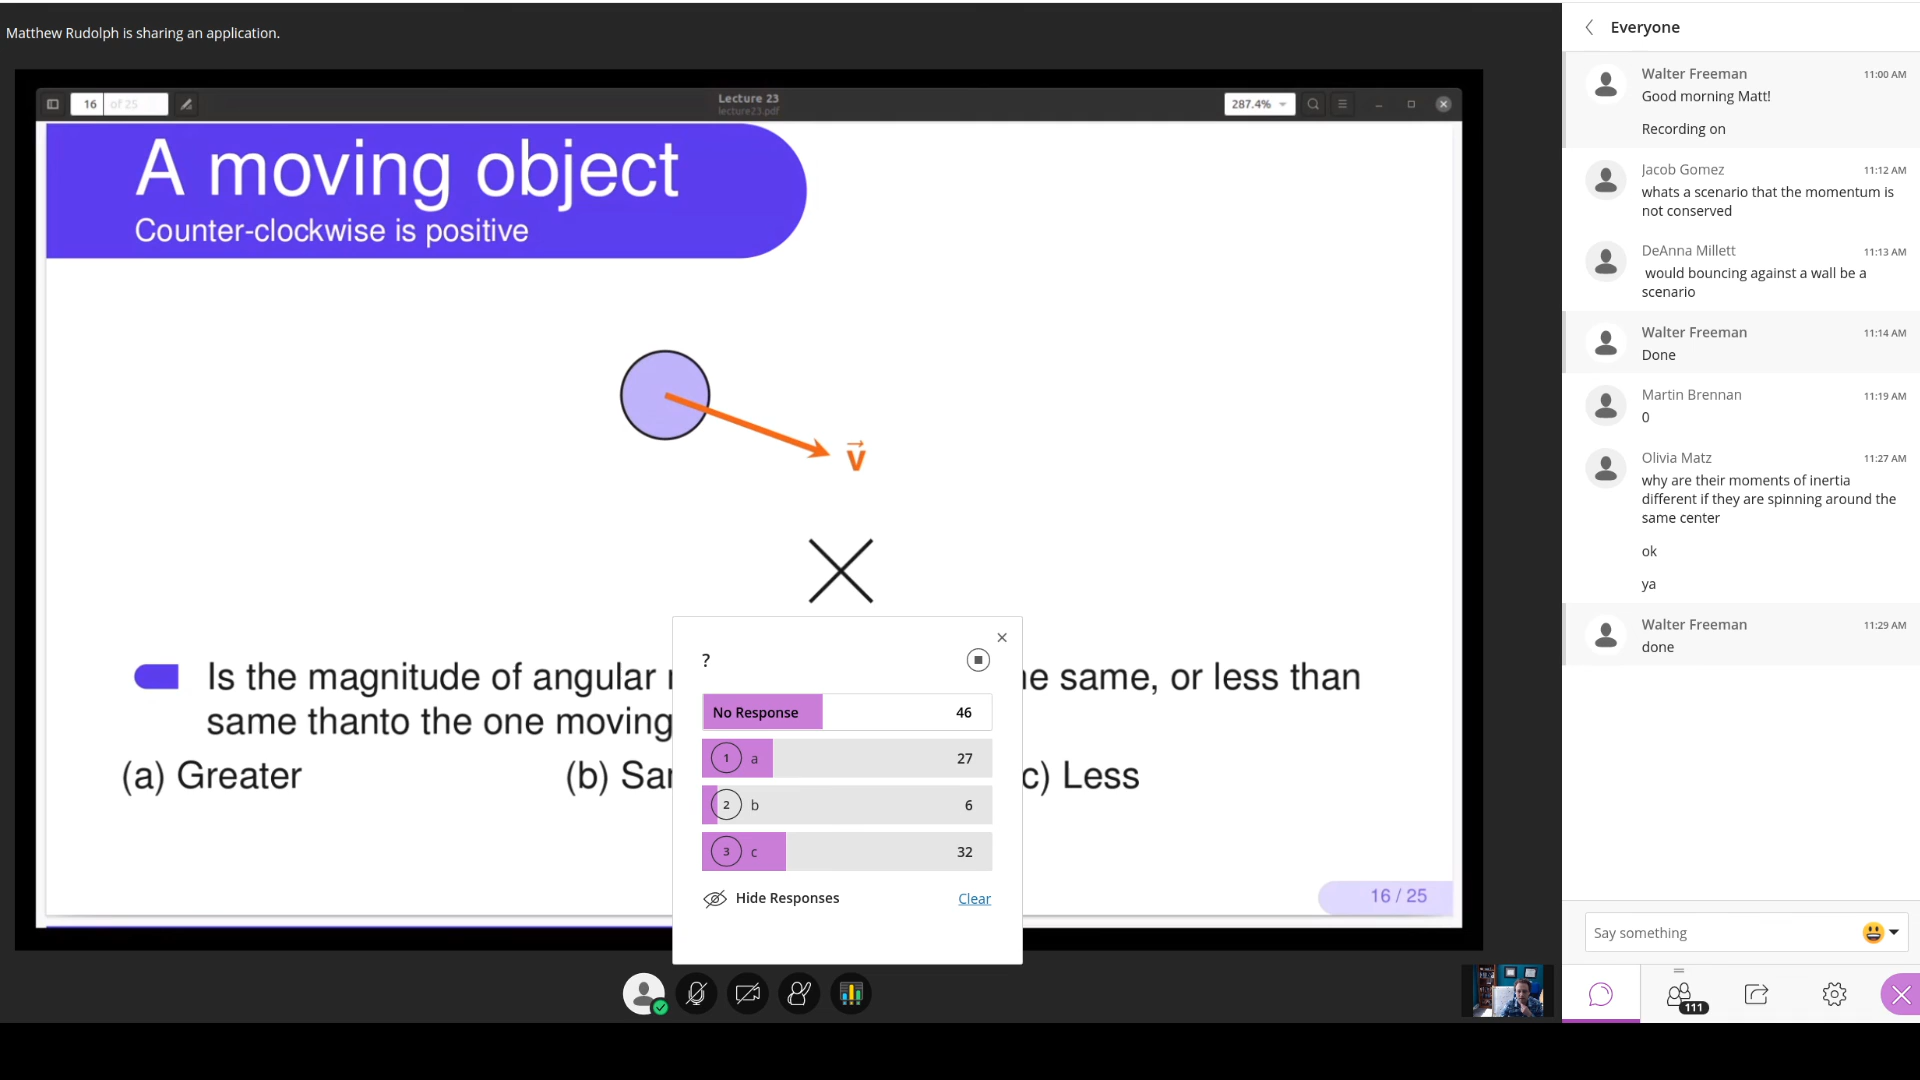 Matthew Rudolph is sharing an application.
16 of 25
Lecture 23
lecture23.pdf
287.4%
A moving object
Counter-clockwise is positive
v
Is the magnitude of angular
e same, or less than
same thanto the one moving
(a) Greater
(b) Sa
c) Less
16 / 25
?
No Response 46
1 a 27
2 b 6
3 c 32
Hide Responses
Clear
Everyone
Walter Freeman 11:00 AM
Good morning Matt!
Recording on
Jacob Gomez 11:12 AM
whats a scenario that the momentum is
not conserved
DeAnna Millett 11:13 AM
would bouncing against a wall be a
scenario
Walter Freeman 11:14 AM
Done
Martin Brennan 11:19 AM
0
Olivia Matz 11:27 AM
why are their moments of inertia
different if they are spinning around the
same center
ok
ya
Walter Freeman 11:29 AM
done
Say something
111